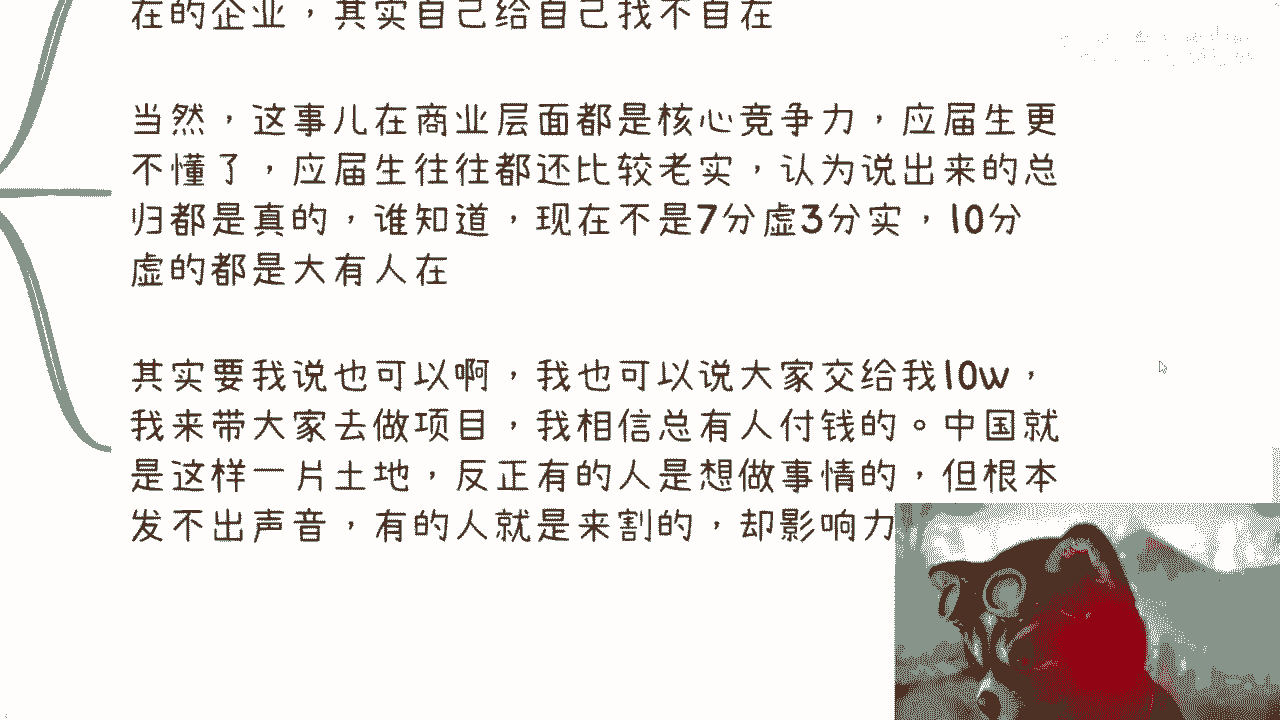 在的企业，其实自己给自己找不自在
当然，这事儿在商业层面都是核心竞争力，应届生更
不懂了，应届生往往都还比较老实，认为说出来的总
归都是真的，谁知道，现在不是7分虚3分实，10分
虚的都是大有人在
其实要我说也可以啊，我也可以说大家交给我10w，
我来带大家去做项目，我相信总有人付钱的。中国就
是这样一片土地，反正有的人是想做事情的，但根本
发不出声音，有的人就是来割的，却影响力